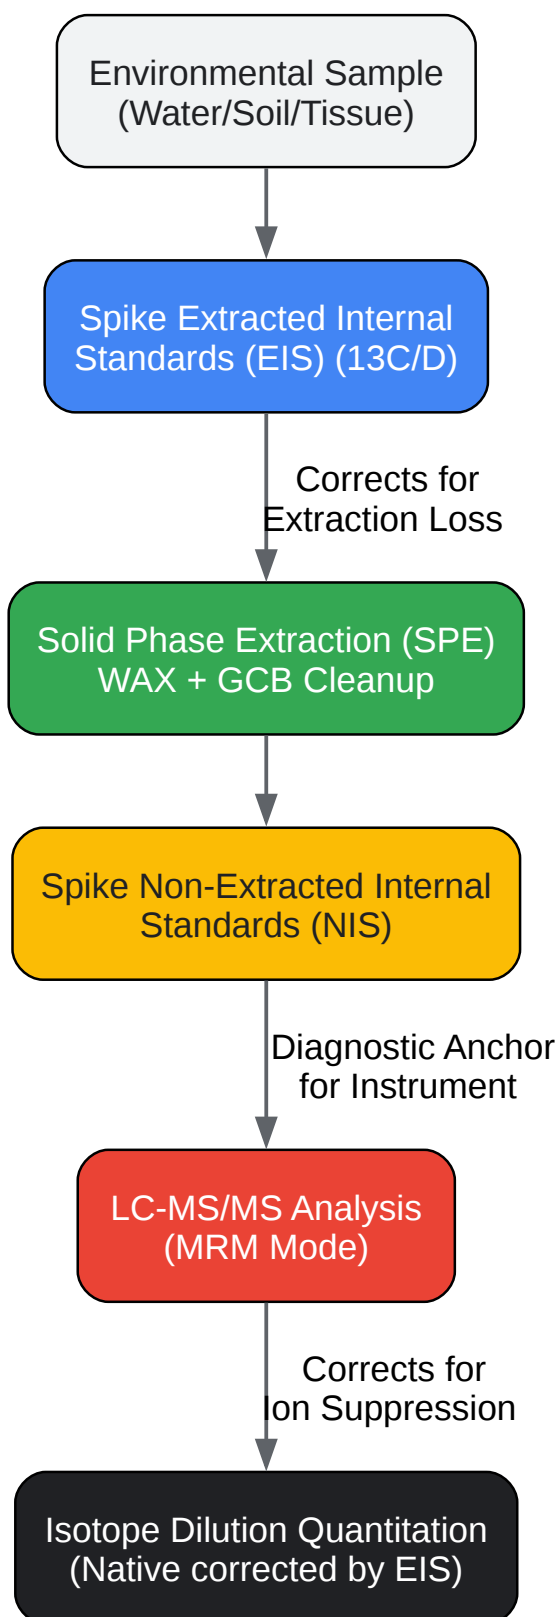 Environmental Sample
(Water/Soil/Tissue)
Spike Extracted Internal
Standards (EIS) (13C/D)
Corrects for
Extraction Loss
Solid Phase Extraction (SPE)
WAX + GCB Cleanup
Spike Non-Extracted Internal
Standards (NIS)
Diagnostic Anchor
for Instrument
LC-MS/MS Analysis
(MRM Mode)
Corrects for
Ion Suppression
Isotope Dilution Quantitation
(Native corrected by EIS)